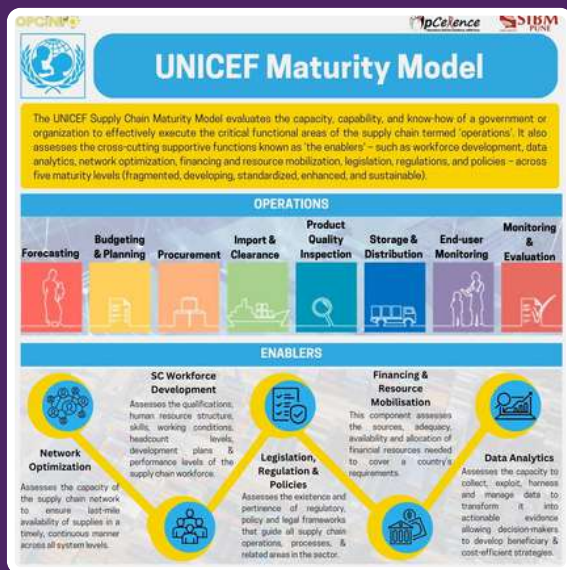 OPCINFO
OpCellence
SIBM
PUNE
UNICEF Maturity Model
The UNICEF Supply Chain Maturity Model evaluates the capacity, capability, and know-how of a government or
organization to effectively execute the critical functional areas of the supply chain termed 'operations'. It also
assesses the cross-cutting supportive functions known as 'the enablers' – such as workforce development, data
analytics, network optimization, financing and resource mobilization, legislation, regulations, and policies – across
five maturity levels (fragmented, developing, standardized, enhanced, and sustainable).
OPERATIONS
Forecasting
Budgeting
& Planning
Procurement
Import &
Clearance
Product
Quality
Inspection
Storage &
Distribution
End-user
Monitoring
Monitoring
&
Evaluation
ENABLERS
Network
Optimization
Assesses the capacity of
the supply chain network
to ensure last-mile
availability of supplies in a
timely, continuous manner
across all system levels.
SC Workforce
Development
Assesses the qualifications,
human resource structure,
skills, working conditions,
headcount levels,
development plans &
performance levels of the
supply chain workforce.
Legislation,
Regulation &
Policies
Assesses the existence and
pertinence of regulatory,
policy and legal frameworks
that guide all supply chain
operations, processes, &
related areas in the sector.
Financing &
Resource
Mobilisation
This component assesses
the sources, adequacy,
availability and allocation of
financial resources needed
to cover a country's
requirements.
Data Analytics
Assesses the capacity to
collect, exploit, harness
and manage data to
transform it into
actionable evidence
allowing decision-makers
to develop beneficiary &
cost-efficient strategies.